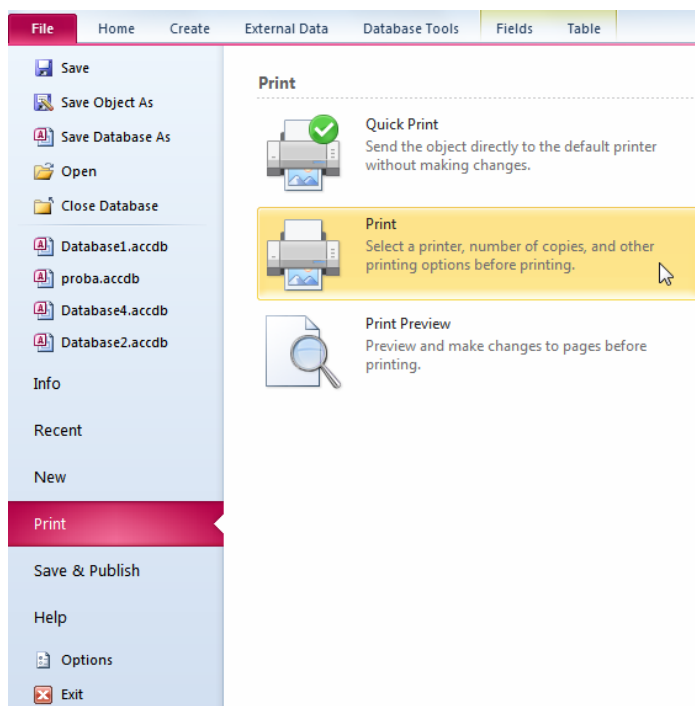 File Home Create External Data Database Tools Fields Table
Save
Save Object As
Save Database As
Open
Close Database
Database1.accdb
proba.accdb
Database4.accdb
Database2.accdb
Info
Recent
New
Print
Save & Publish
Help
Options
Exit
Print
Quick Print
Send the object directly to the default printer
without making changes.
Print
Select a printer, number of copies, and other
printing options before printing.
Print Preview
Preview and make changes to pages before
printing.